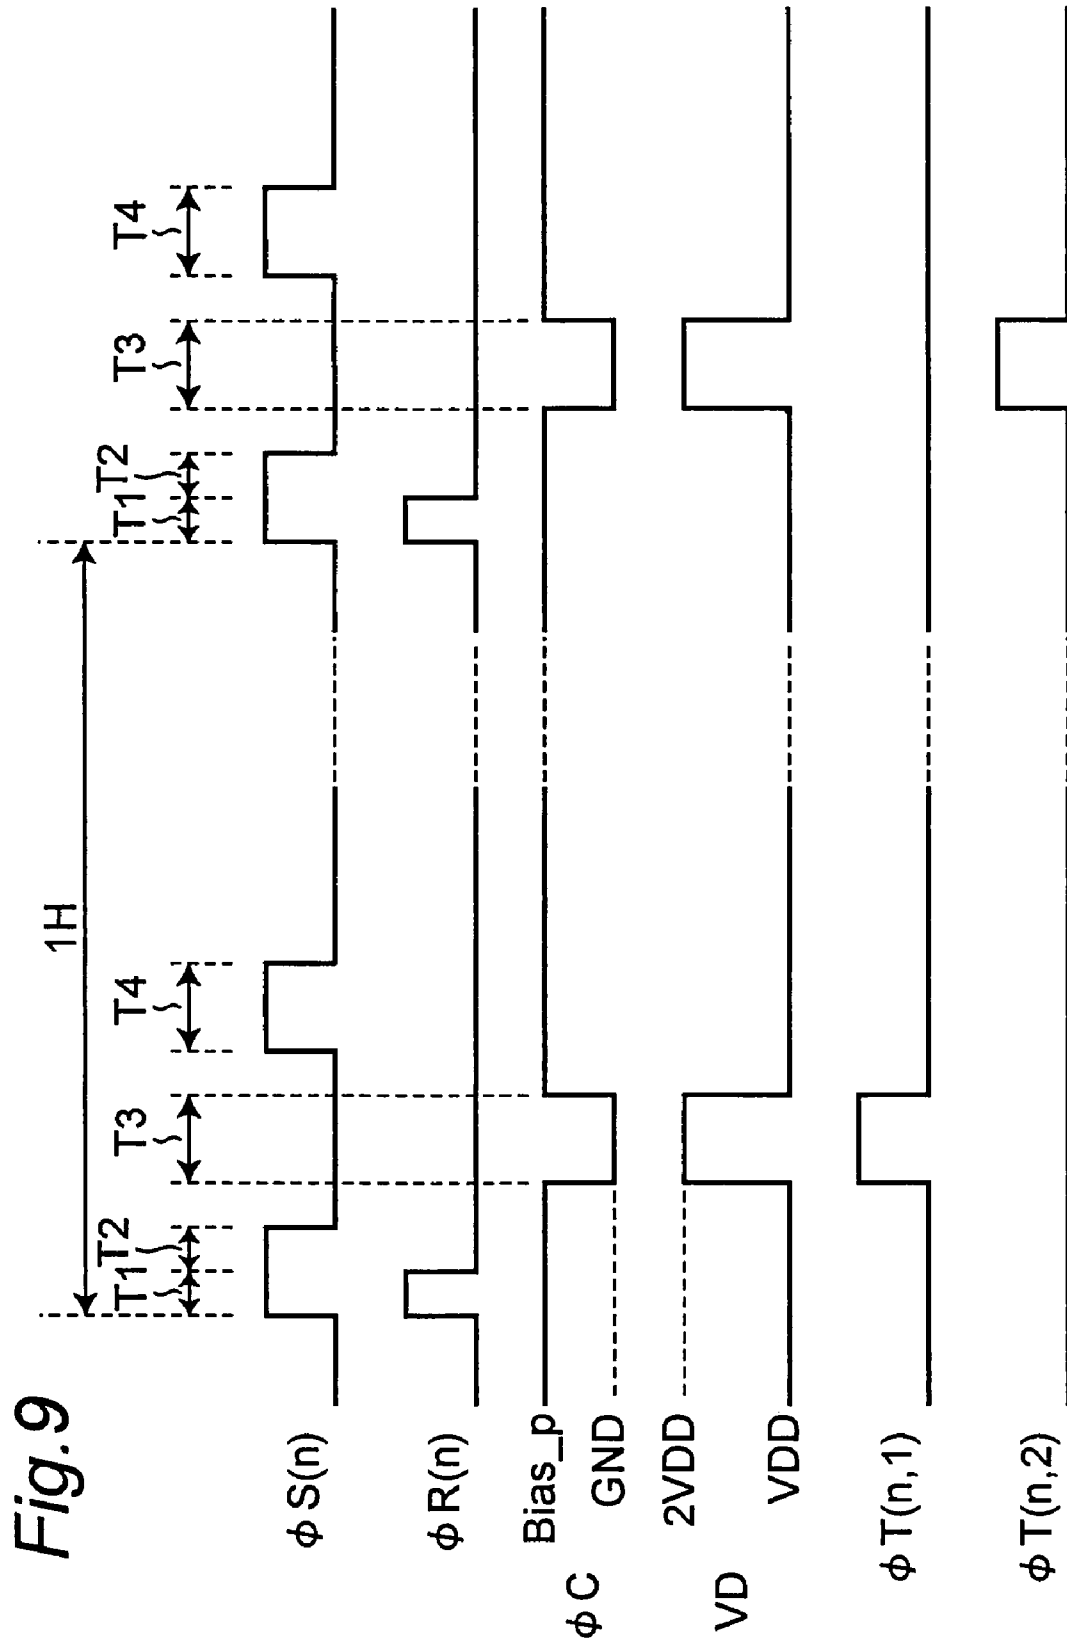 Fig.9
1H
T1
T2
T3
T4
T1
T2
T3
T4
φS(n)
φR(n)
φC
Bias_p
GND
VD
2VDD
VDD
φT(n,1)
φT(n,2)